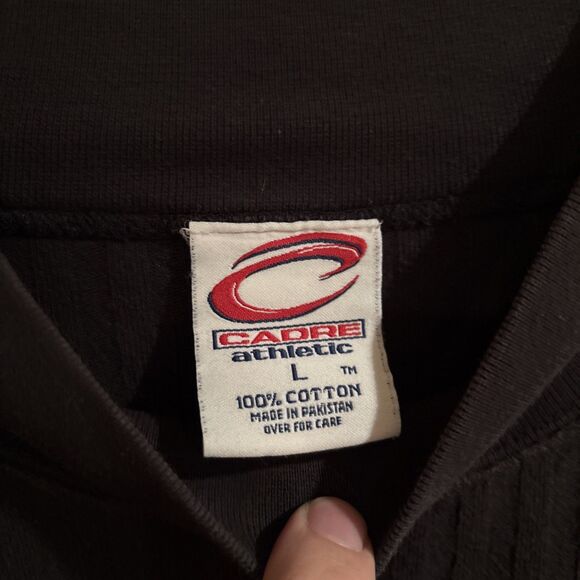 CADRE
athletic
L TM
100% COTTON
MADE IN PAKISTAN
OVER FOR CARE